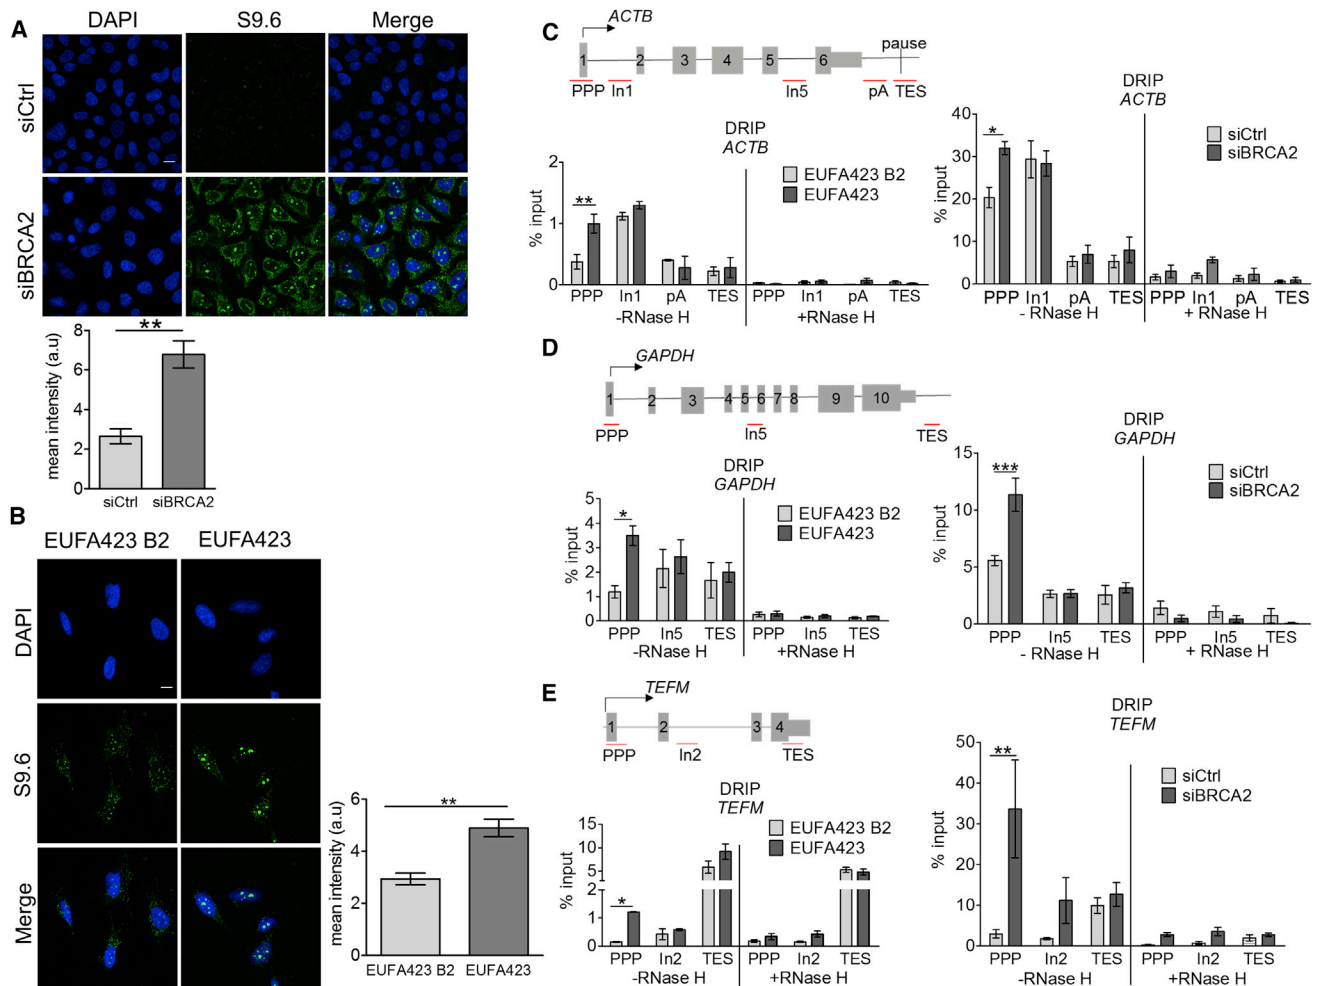 A
DAPI S9.6 Merge
siCtrl
siBRCA2
**
mean intensity (a.u)
8
6
4
2
0
siCtrl siBRCA2
B
EUFA423 B2 EUFA423
DAPI
S9.6
Merge
**
mean intensity (a.u)
6
4
2
0
EUFA423 B2 EUFA423
C
ACTB
pause
1 2 3 4 5 6
PPP In1 In5 pA TES
DRIP
ACTB
EUFA423 B2
EUFA423
% input
2
1
0
**
PPP In1 pA TES PPP In1 pA TES
-RNase H +RNase H
DRIP
ACTB
siCtrl
siBRCA2
% input
40
30
20
10
0
*
PPP In1 pA TES PPP In1 pA TES
- RNase H + RNase H
D
GAPDH
1 2 3 4 5 6 7 8 9 10
PPP In5 TES
DRIP
GAPDH
EUFA423 B2
EUFA423
% input
5
4
3
2
1
0
*
PPP In5 TES PPP In5 TES
-RNase H +RNase H
DRIP
GAPDH
siCtrl
siBRCA2
% input
15
10
5
0
***
PPP In5 TES PPP In5 TES
- RNase H + RNase H
E
TEFM
1 2 3 4
PPP In2 TES
DRIP
TEFM
EUFA423 B2
EUFA423
% input
15
10
5
2
1
0
*
PPP In2 TES PPP In2 TES
-RNase H +RNase H
DRIP
TEFM
siCtrl
siBRCA2
% input
50
40
30
20
10
0
**
PPP In2 TES PPP In2 TES
-RNase H +RNase H